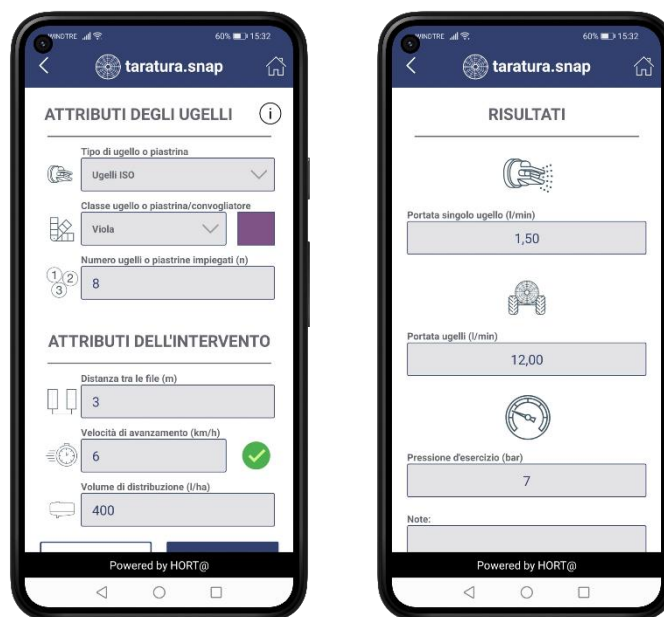 WINDTRE 60% 15:32
taratura.snap
ATTRIBUTI DEGLI UGELLI i
Tipo di ugello o piastrina
Ugelli ISO
Classe ugello o piastrina/convogliatore
Viola
1 2 3
Numero ugelli o piastrine impiegati (n)
8
ATTRIBUTI DELL'INTERVENTO
Distanza tra le file (m)
3
Velocità di avanzamento (km/h)
6
Volume di distribuzione (l/ha)
400
Powered by HORT@
WINDTRE 60% 15:32
taratura.snap
RISULTATI
Portata singolo ugello (l/min)
1,50
Portata ugelli (l/min)
12,00
Pressione d'esercizio (bar)
7
Note:
Powered by HORT@